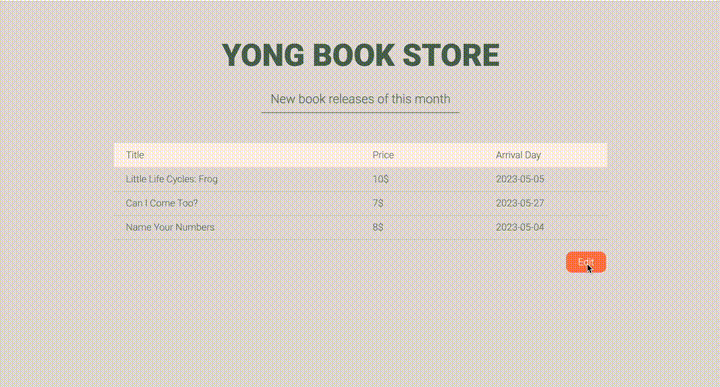 YONG BOOK STORE
New book releases of this month
Title Price Arrival Day
Little Life Cycles: Frog 10$ 2023-05-05
Can I Come Too? 7$ 2023-05-27
Name Your Numbers 8$ 2023-05-04
Edit